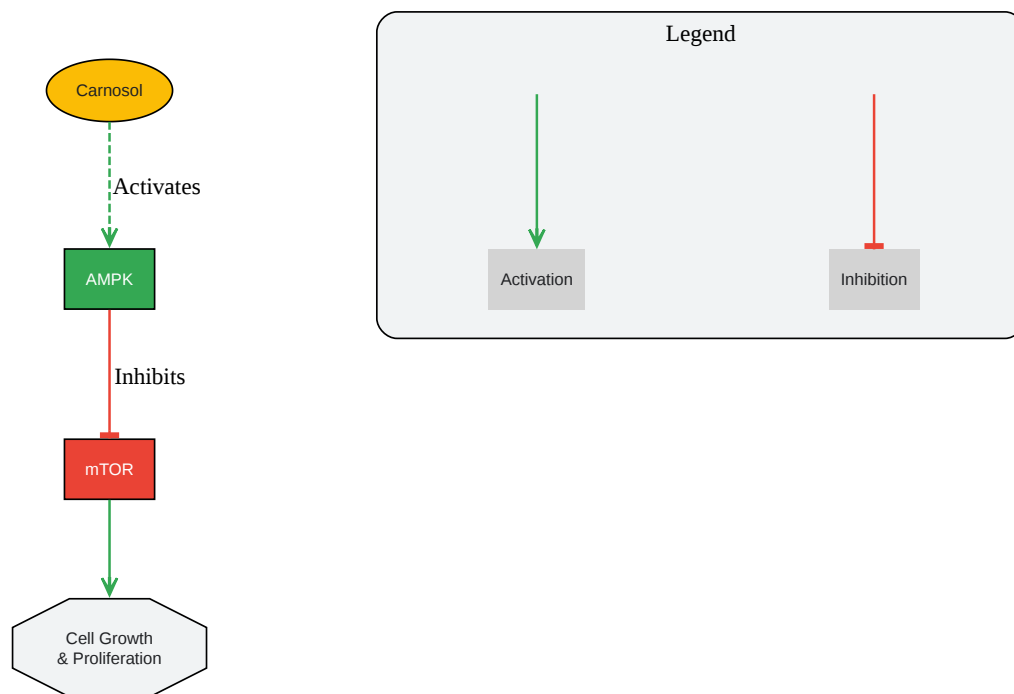 Legend
Carnosol
Activates
AMPK
Activation
Inhibition
Inhibits
mTOR
Cell Growth
& Proliferation